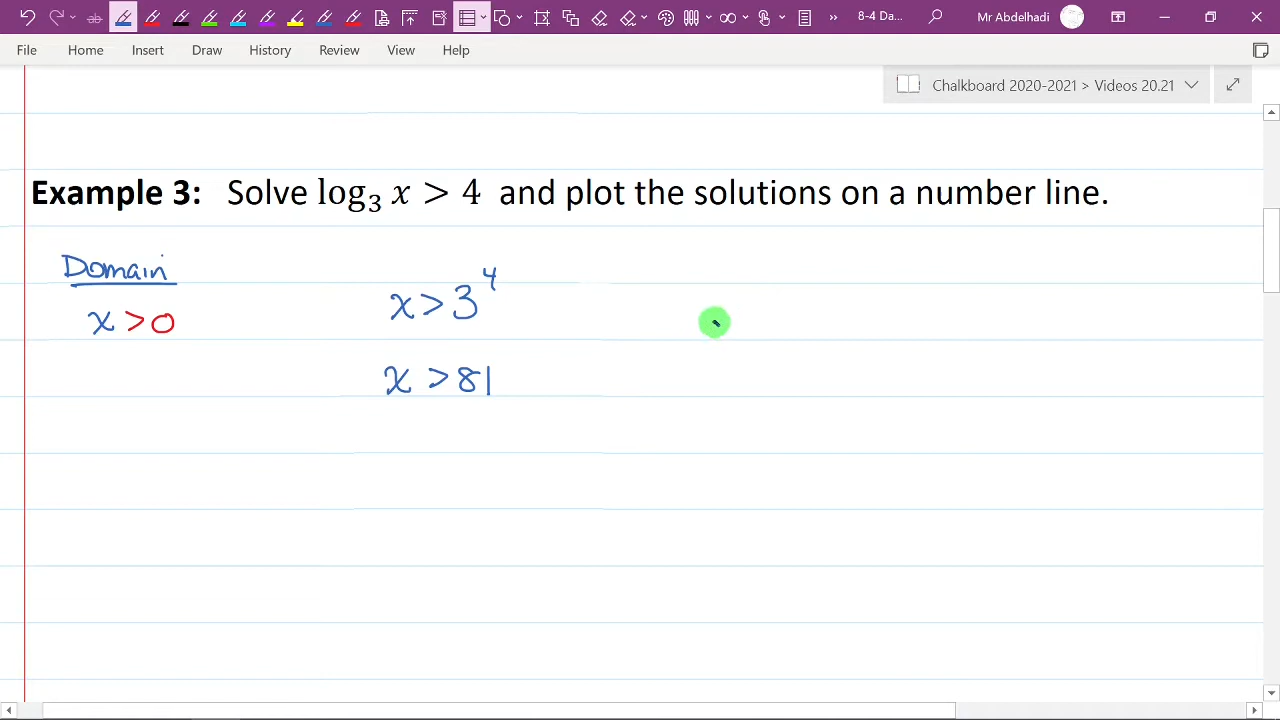 8-4 Da...
Mr Abdelhadi
File Home Insert Draw History Review View Help
Chalkboard 2020-2021 > Videos 20.21
Example 3: Solve log₃ x > 4 and plot the solutions on a number line.
Domain
x > 0
x > 3⁴
x > 81